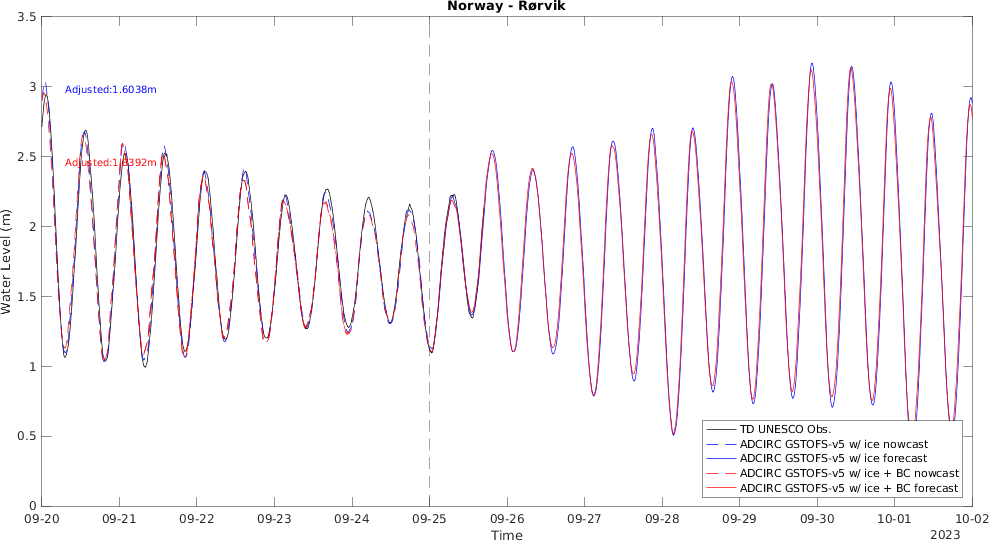 Norway - Rørvik
3.5
3
2.5
2
1.5
1
0.5
0
Water Level (m)
Adjusted:1.6038m
Adjusted:1.6392m
TD UNESCO Obs.
ADCIRC GSTOFS-v5 w/ ice nowcast
ADCIRC GSTOFS-v5 w/ ice forecast
ADCIRC GSTOFS-v5 w/ ice + BC nowcast
ADCIRC GSTOFS-v5 w/ ice + BC forecast
09-20 09-21 09-22 09-23 09-24 09-25 09-26 09-27 09-28 09-29 09-30 10-01 10-02
Time
2023